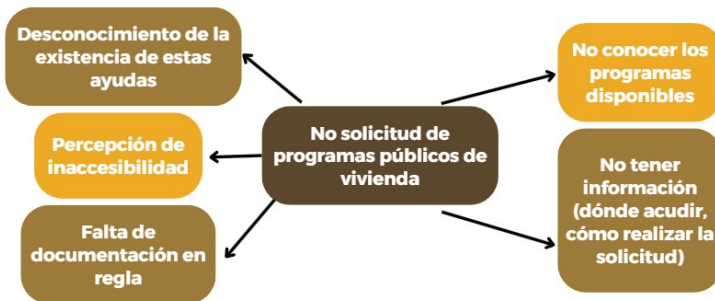 Desconocimiento de la
existencia de estas
ayudas
Percepción de
inaccesibilidad
Falta de
documentación en
regla
No solicitud de
programas públicos de
vivienda
No conocer los
programas
disponibles
No tener
información
(dónde acudir,
cómo realizar la
solicitud)